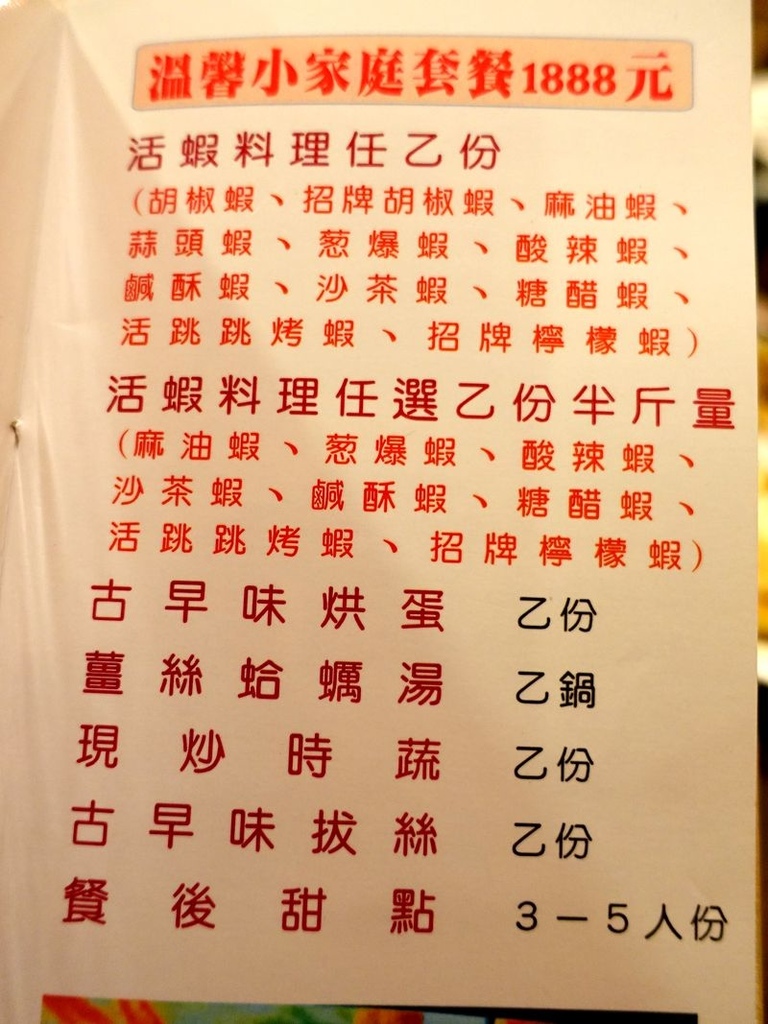 溫馨小家庭套餐1888元
活蝦料理任乙份
(胡椒蝦、招牌胡椒蝦、麻油蝦、
蒜頭蝦、蔥爆蝦、酸辣蝦、
鹹酥蝦、沙茶蝦、糖醋蝦、
活跳跳烤蝦、招牌檸檬蝦)
活蝦料理任選乙份半斤量
(麻油蝦、蔥爆蝦、酸辣蝦、
沙茶蝦、鹹酥蝦、糖醋蝦、
活跳跳烤蝦、招牌檸檬蝦)
古早味烘蛋 乙份
薑絲蛤蠣湯 乙鍋
現炒時蔬 乙份
古早味拔絲 乙份
餐後甜點 3－5人份